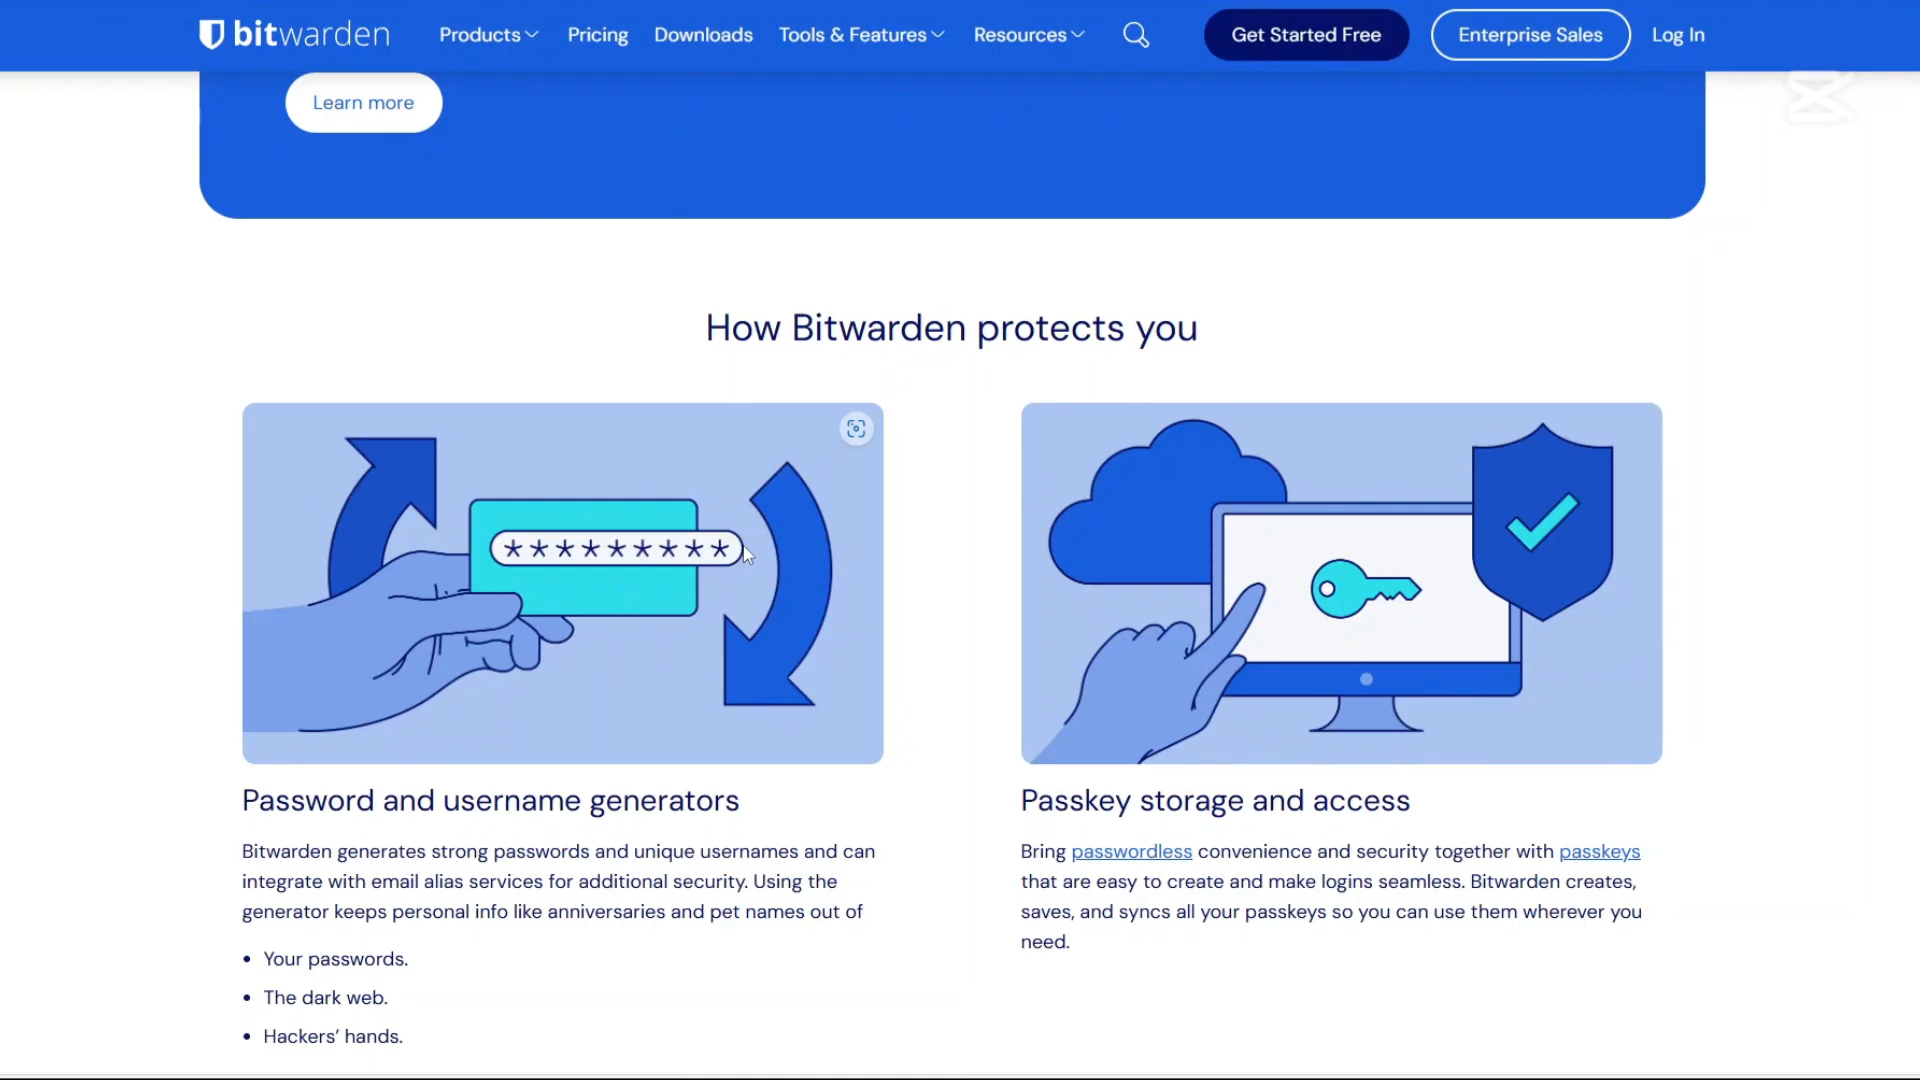 bitwarden Products Pricing Downloads Tools & Features Resources Get Started Free Enterprise Sales Log In
Learn more
How Bitwarden protects you
*********
Password and username generators
Bitwarden generates strong passwords and unique usernames and can
integrate with email alias services for additional security. Using the
generator keeps personal info like anniversaries and pet names out of
• Your passwords.
• The dark web.
• Hackers’ hands.
Passkey storage and access
Bring passwordless convenience and security together with passkeys
that are easy to create and make logins seamless. Bitwarden creates,
saves, and syncs all your passkeys so you can use them wherever you
need.